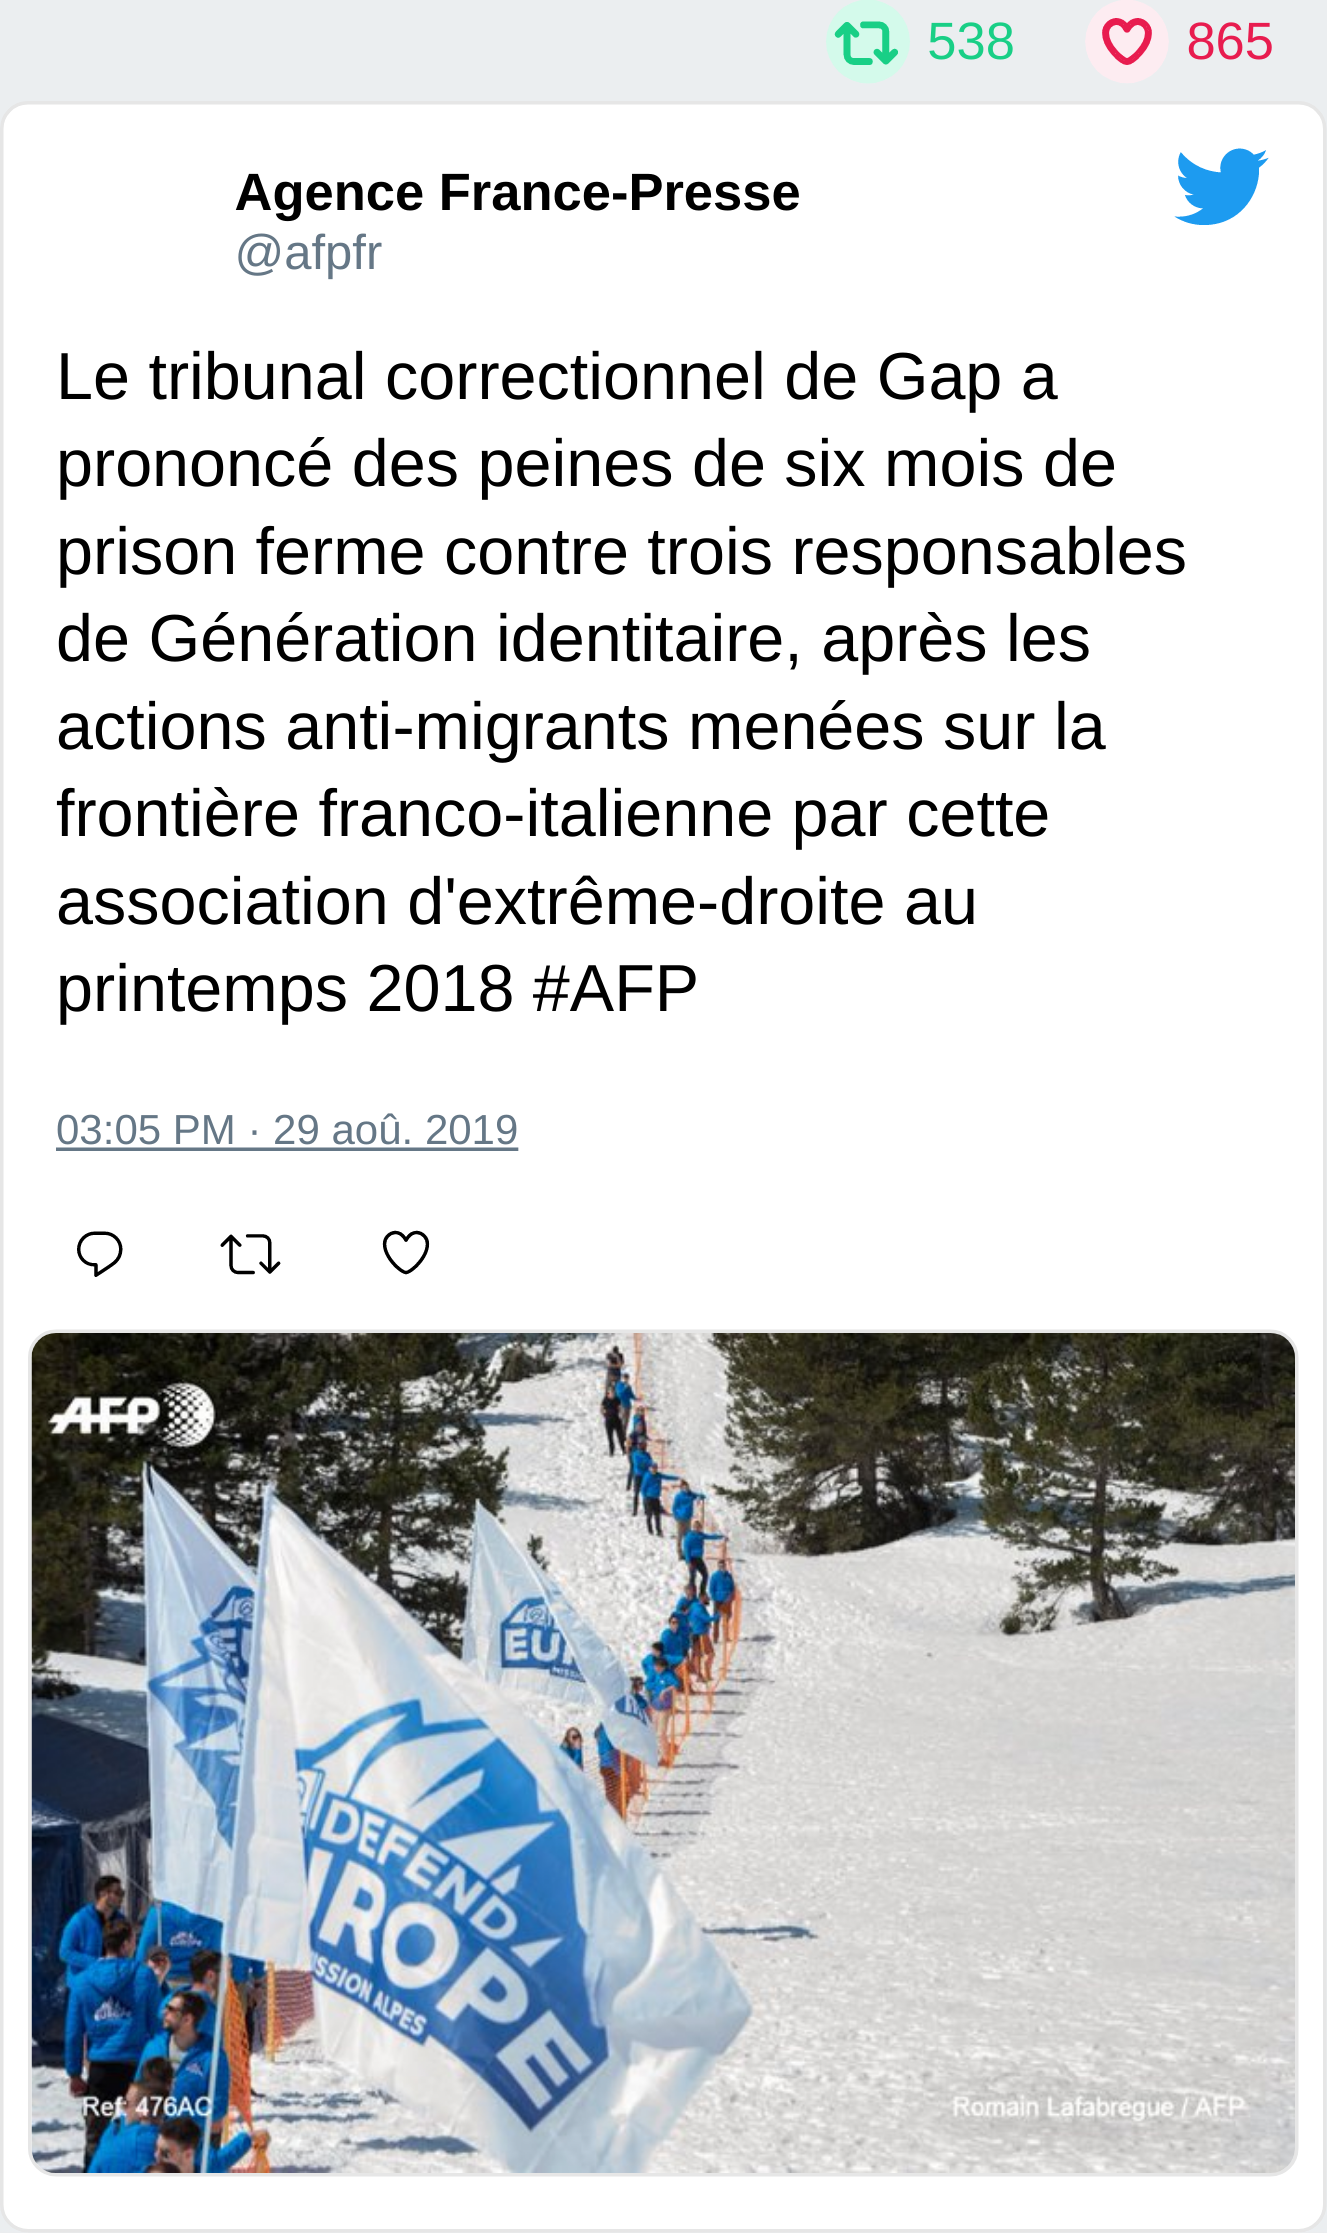 538 865
Agence France-Presse
@afpfr
Le tribunal correctionnel de Gap a
prononcé des peines de six mois de
prison ferme contre trois responsables
de Génération identitaire, après les
actions anti-migrants menées sur la
frontière franco-italienne par cette
association d'extrême-droite au
printemps 2018 #AFP
03:05 PM · 29 aoû. 2019
AFP
DEFEND
UROPE
SSION ALPES
Ref: 476AC
Romain Lafabregue / AFP